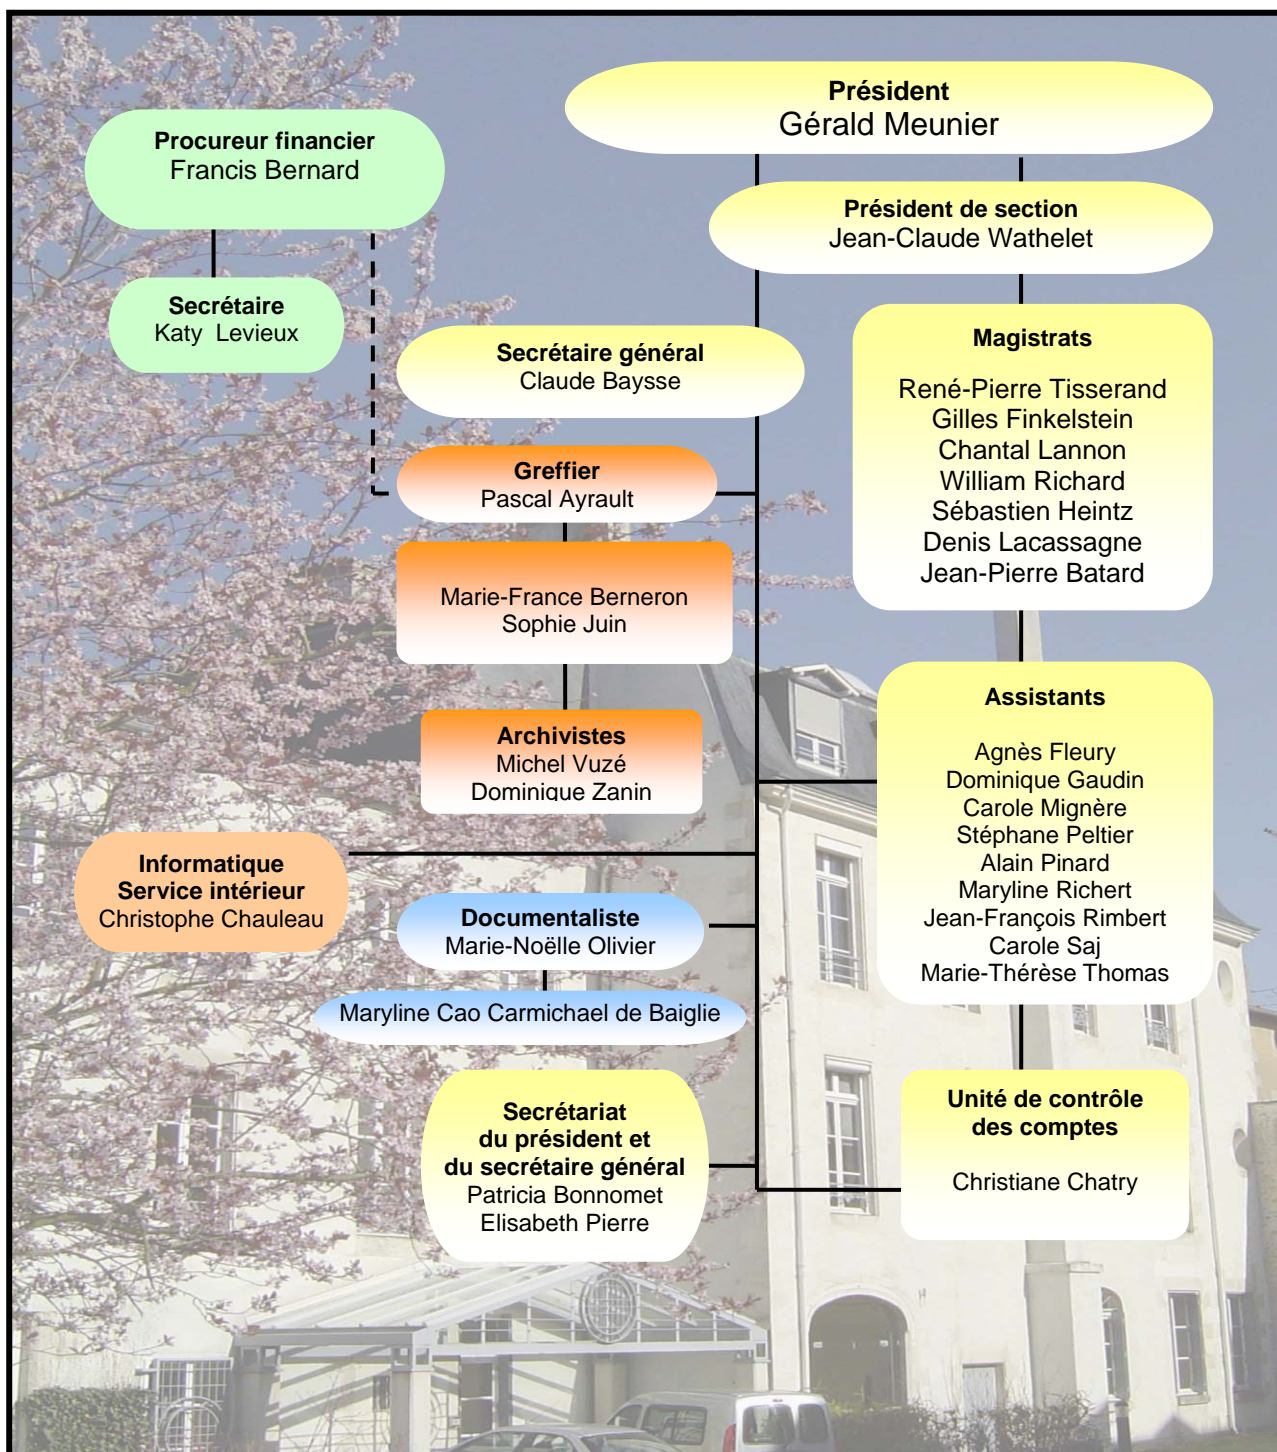 Président
Gérald Meunier
Procureur financier
Francis Bernard
Président de section
Jean-Claude Wathelet
Secrétaire
Katy Levieux
Secrétaire général
Claude Baysse
Magistrats
René-Pierre Tisserand
Gilles Finkelstein
Chantal Lannon
William Richard
Sébastien Heintz
Denis Lacassagne
Jean-Pierre Batard
Greffier
Pascal Ayrault
Marie-France Berneron
Sophie Juin
Archivistes
Michel Vuzé
Dominique Zanin
Assistants
Agnès Fleury
Dominique Gaudin
Carole Mignère
Stéphane Peltier
Alain Pinard
Maryline Richert
Jean-François Rimbert
Carole Saj
Marie-Thérèse Thomas
Informatique
Service intérieur
Christophe Chauleau
Documentaliste
Marie-Noëlle Olivier
Maryline Cao Carmichael de Baiglie
Secrétariat
du président et
du secrétaire général
Patricia Bonnomet
Elisabeth Pierre
Unité de contrôle
des comptes
Christiane Chatry